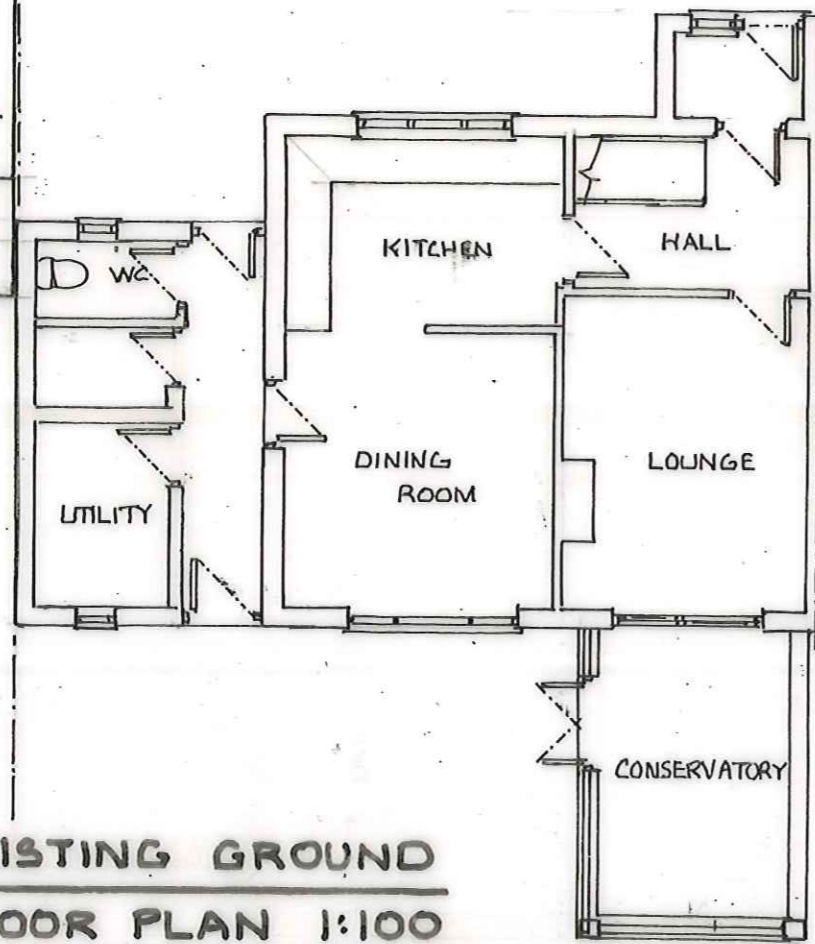 KITCHEN
HALL
WC
DINING
ROOM
LOUNGE
UTILITY
CONSERVATORY
ISTING GROUND
OOR PLAN 1:100